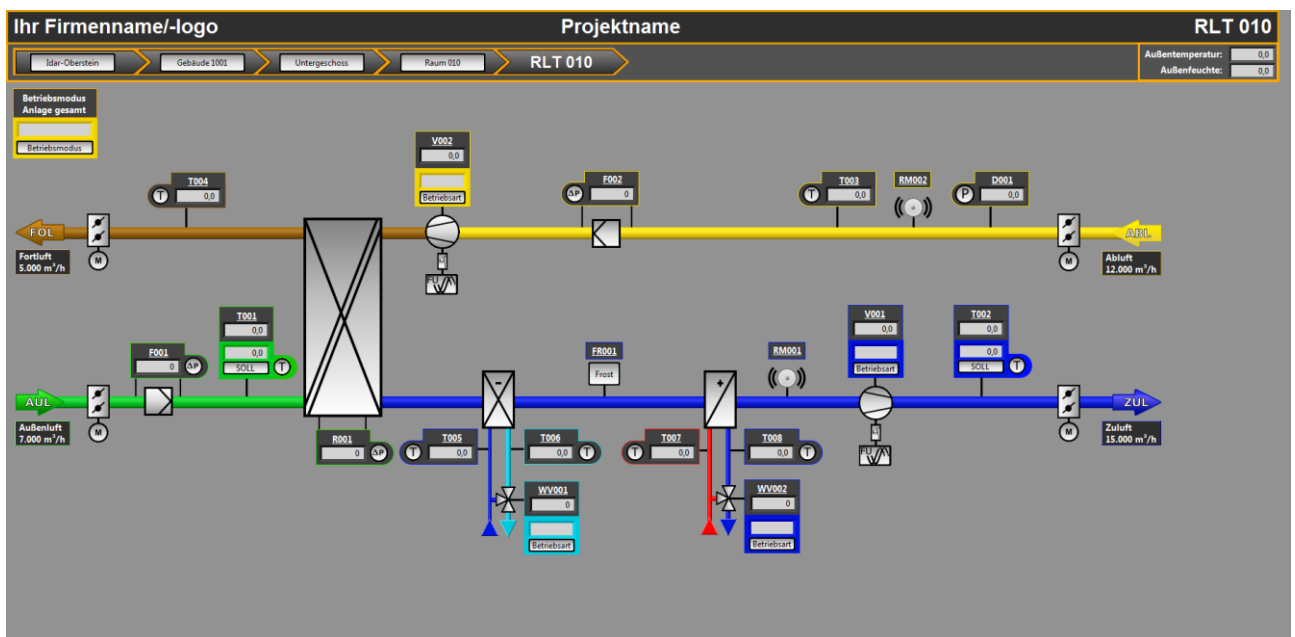 Ihr Firmenname/-logo Projektname RLT 010
Idar-Oberstein Gebäude 1001 Untergeschoss Raum 010 RLT 010
Außentemperatur: 0,0
Außenfeuchte: 0,0
Betriebsmodus
Anlage gesamt
Betriebsmodus
V002
0,0
Betriebsart
T004
T 0,0
F002
ΔP 0
T003
T 0,0
RM002
D001
P 0,0
FOL
ABL
M
M
Fortluft
5.000 m³/h
Abluft
12.000 m³/h
FU
T001
0,0
0,0
SOLL T
F001
0 ΔP
FR001
Frost
RM001
V001
0,0
Betriebsart
T002
0,0
0,0
SOLL T
-
+
AUL
ZUL
M
M
Außenluft
7.000 m³/h
Zuluft
15.000 m³/h
R001
0 ΔP
T005
T 0,0
T006
0,0 T
T007
T 0,0
T008
0,0 T
FU
WV001
0
Betriebsart
WV002
0
Betriebsart